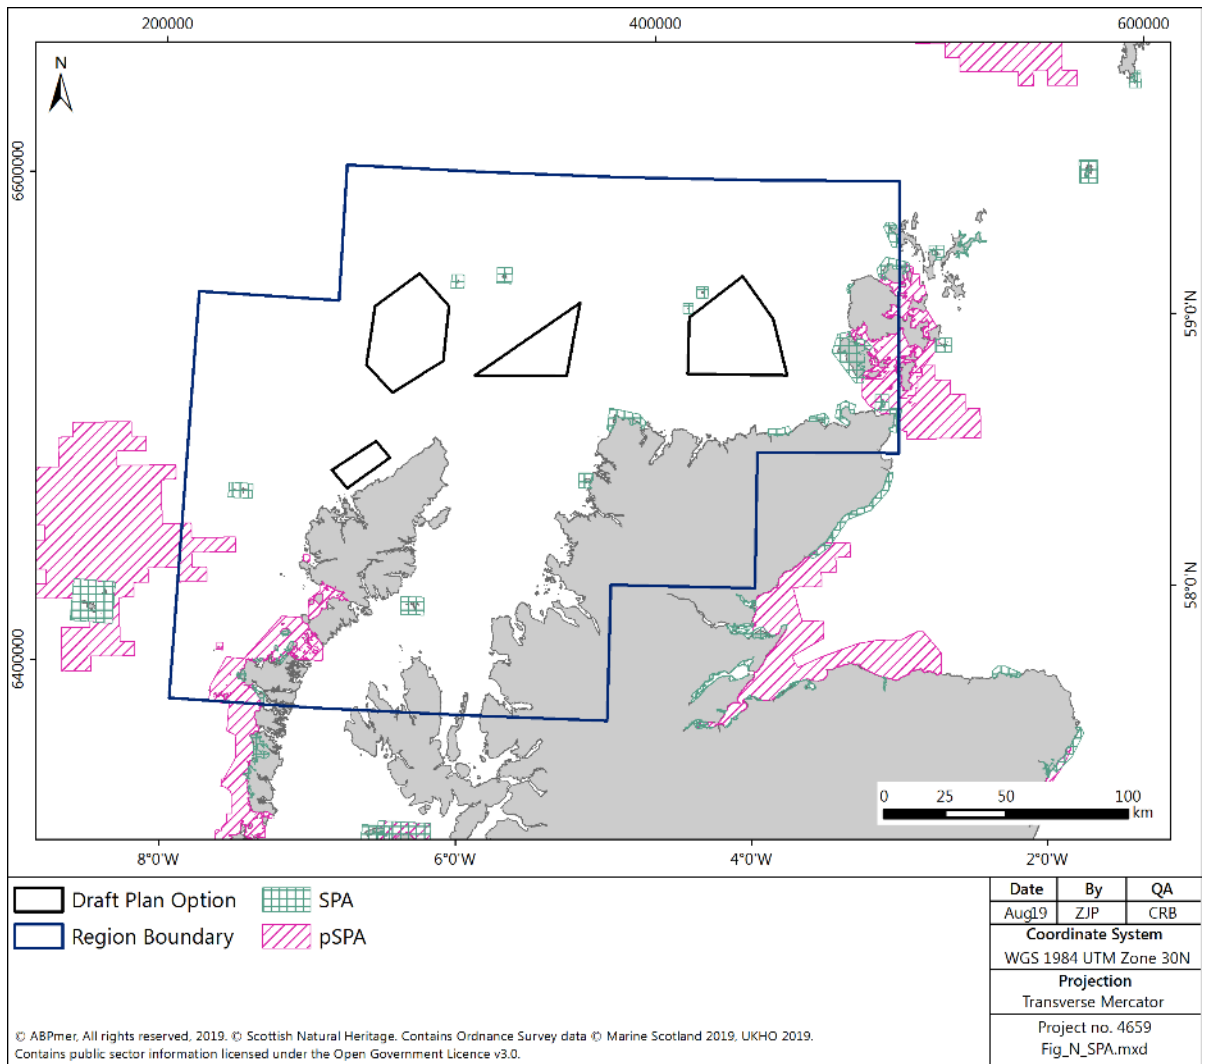 200000 400000 600000
N
6600000
59°0'N
58°0'N
6400000
0 25 50 100
km
8°0'W 6°0'W 4°0'W 2°0'W
Draft Plan Option SPA
Region Boundary pSPA
Date By QA
Aug19 ZJP CRB
Coordinate System
WGS 1984 UTM Zone 30N
Projection
Transverse Mercator
Project no. 4659
Fig_N_SPA.mxd
© ABPmer, All rights reserved, 2019. © Scottish Natural Heritage. Contains Ordnance Survey data © Marine Scotland 2019, UKHO 2019.
Contains public sector information licensed under the Open Government Licence v3.0.